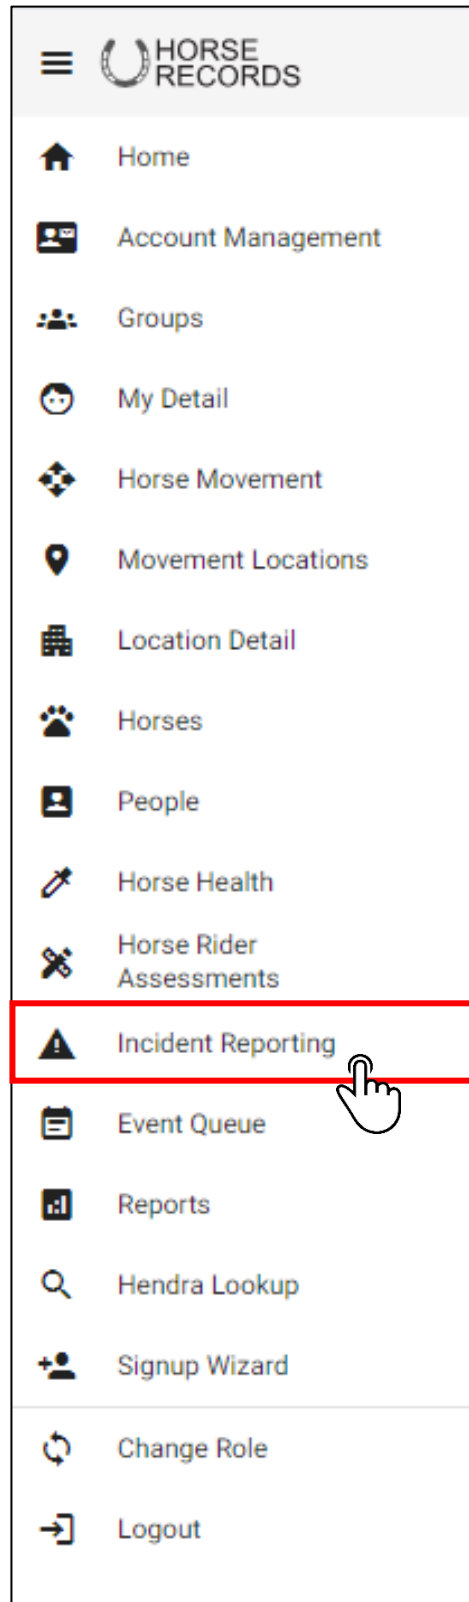 HORSE
RECORDS
Home
Account Management
Groups
My Detail
Horse Movement
Movement Locations
Location Detail
Horses
People
Horse Health
Horse Rider
Assessments
Incident Reporting
Event Queue
Reports
Hendra Lookup
Signup Wizard
Change Role
Logout